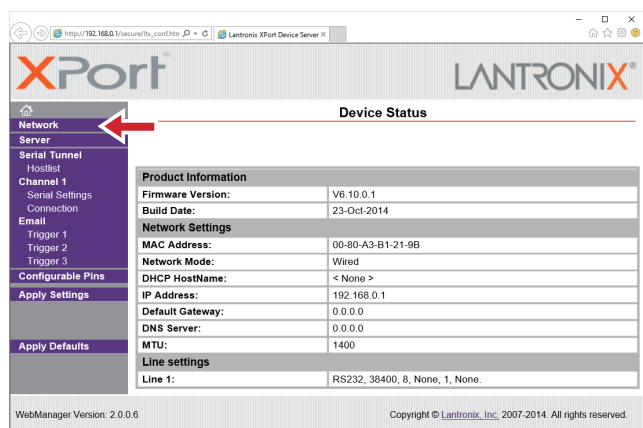 http://192.168.0.1/secure/ltx_conf.htm
Lantronix XPort Device Server
XPort®
LANTRONIX®
Network
Server
Serial Tunnel
Hostlist
Channel 1
Serial Settings
Connection
Email
Trigger 1
Trigger 2
Trigger 3
Configurable Pins
Apply Settings
Apply Defaults
Device Status
Product Information
Firmware Version: V6.10.0.1
Build Date: 23-Oct-2014
Network Settings
MAC Address: 00-80-A3-B1-21-9B
Network Mode: Wired
DHCP HostName: < None >
IP Address: 192.168.0.1
Default Gateway: 0.0.0.0
DNS Server: 0.0.0.0
MTU: 1400
Line settings
Line 1: RS232, 38400, 8, None, 1, None.
WebManager Version: 2.0.0.6
Copyright © Lantronix, Inc. 2007-2014. All rights reserved.